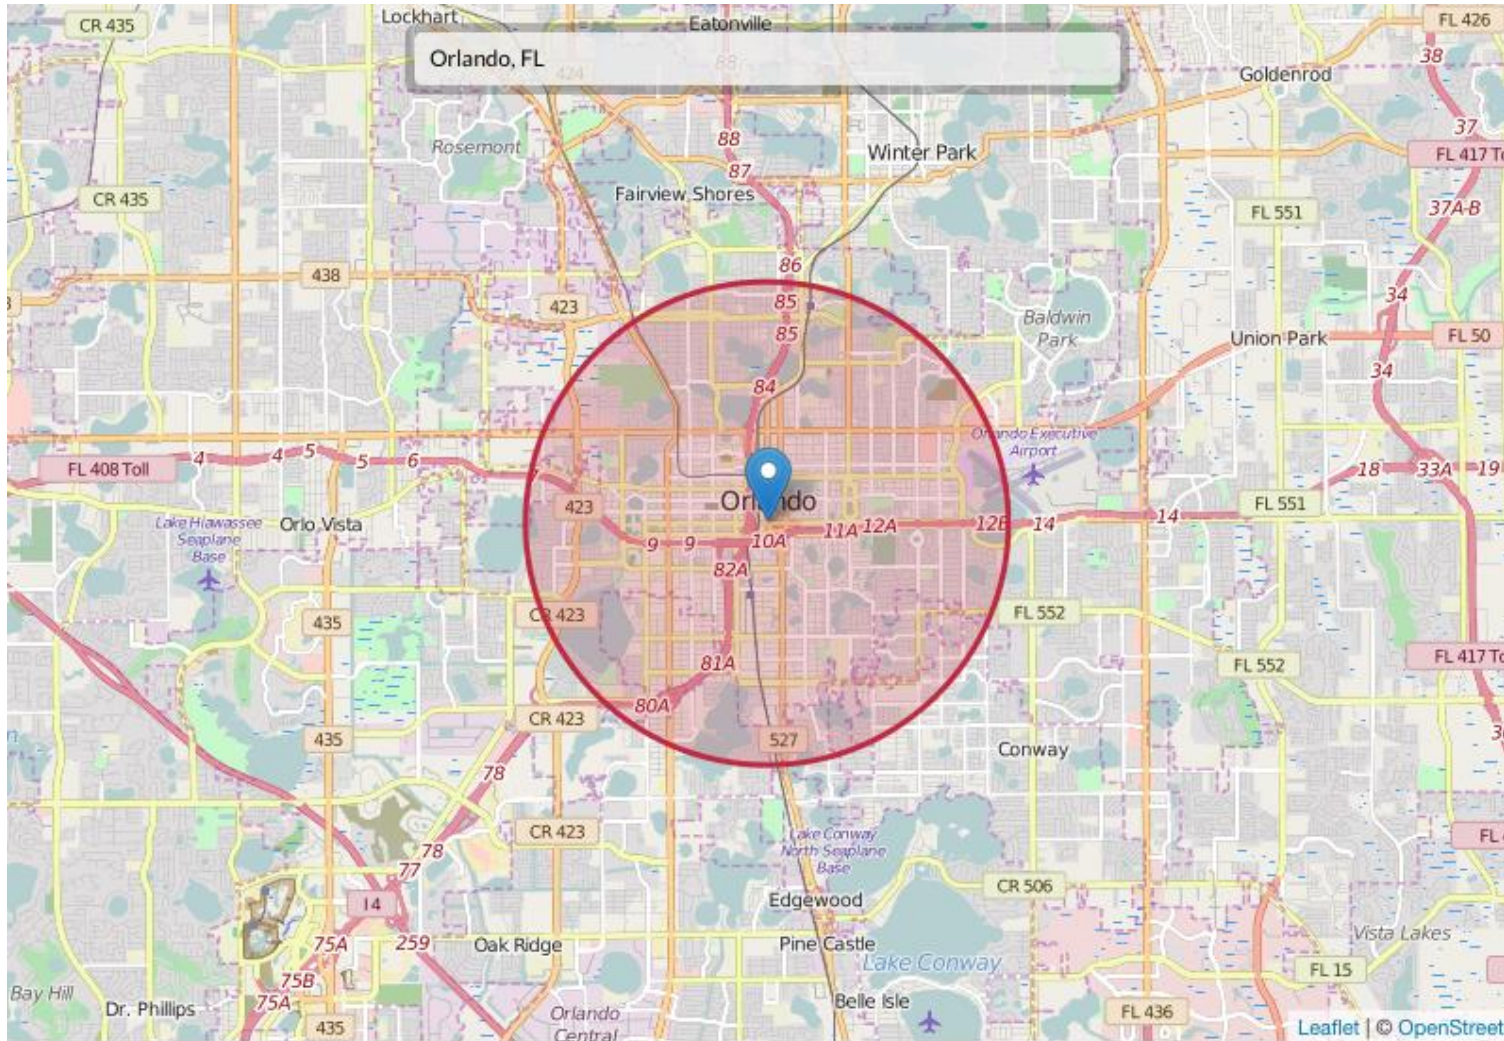 CR 435
Lockhart
Eatonville
FL 426
38
Orlando, FL
424
Goldenrod
37
88
Rosemont
Winter Park
FL 417 To
87
CR 435
Fairview Shores
37A-B
FL 551
86
438
34
423
85
85
Baldwin
Park
Union Park
FL 50
34
84
Orlando Executive
Airport
FL 408 Toll
4
4
5
5
6
18
33A
19
423
Orlando
FL 551
Lake Hiawassee
Seaplane
Base
Orlo Vista
9
9
10A
11A
12A
12B
14
14
82A
435
CR 423
FL 552
81A
FL 552
FL 417 To
80A
CR 423
435
527
Conway
78
CR 423
Lake Conway
North Seaplane
Base
FL
78
77
CR 506
I4
Edgewood
75A
259
Oak Ridge
Pine Castle
Vista Lakes
Lake Conway
75B
FL 15
Bay Hill
75A
Dr. Phillips
Belle Isle
Orlando
Central
435
FL 436
Leaflet | © OpenStreet